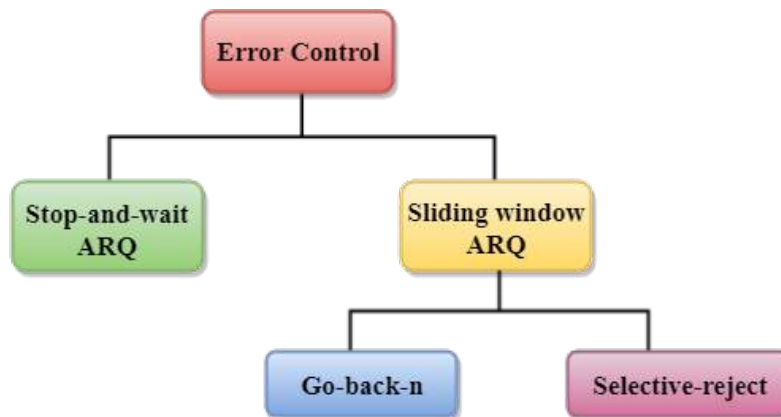 Error Control
Stop-and-wait
ARQ
Sliding window
ARQ
Go-back-n
Selective-reject